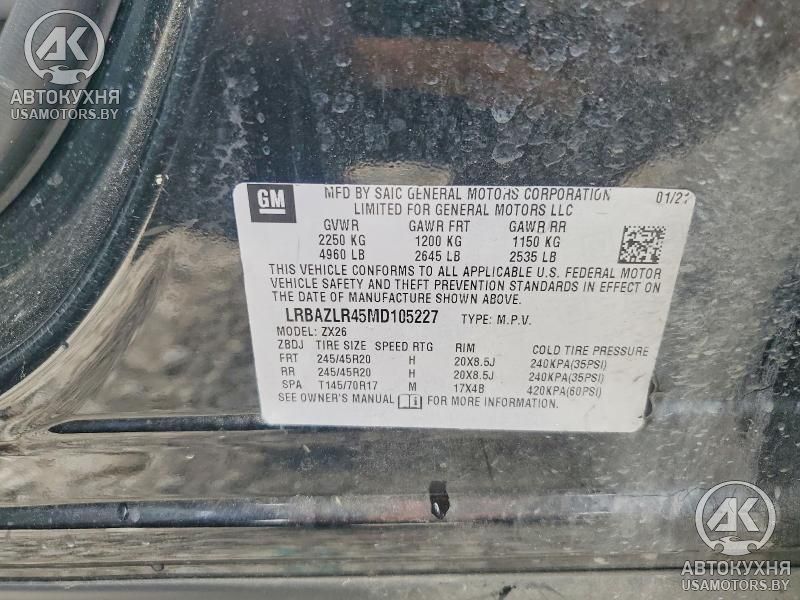 AK
АВТОКУХНЯ
USAMOTORS.BY
GM
MFD BY SAIC GENERAL MOTORS CORPORATION 01/21
LIMITED FOR GENERAL MOTORS LLC
GVWR GAWR FRT GAWR RR
2250 KG 1200 KG 1150 KG
4960 LB 2645 LB 2535 LB
THIS VEHICLE CONFORMS TO ALL APPLICABLE U.S. FEDERAL MOTOR
VEHICLE SAFETY AND THEFT PREVENTION STANDARDS IN EFFECT ON
THE DATE OF MANUFACTURE SHOWN ABOVE.
LRBAZLR45MD105227 TYPE: M.P.V.
MODEL: ZX26
ZBDJ TIRE SIZE SPEED RTG RIM COLD TIRE PRESSURE
FRT 245/45R20 H 20X8.5J 240KPA(35PSI)
RR 245/45R20 H 20X8.5J 240KPA(35PSI)
SPA T145/70R17 M 17X4B 420KPA(60PSI)
SEE OWNER'S MANUAL FOR MORE INFORMATION.
AK
АВТОКУХНЯ
USAMOTORS.BY